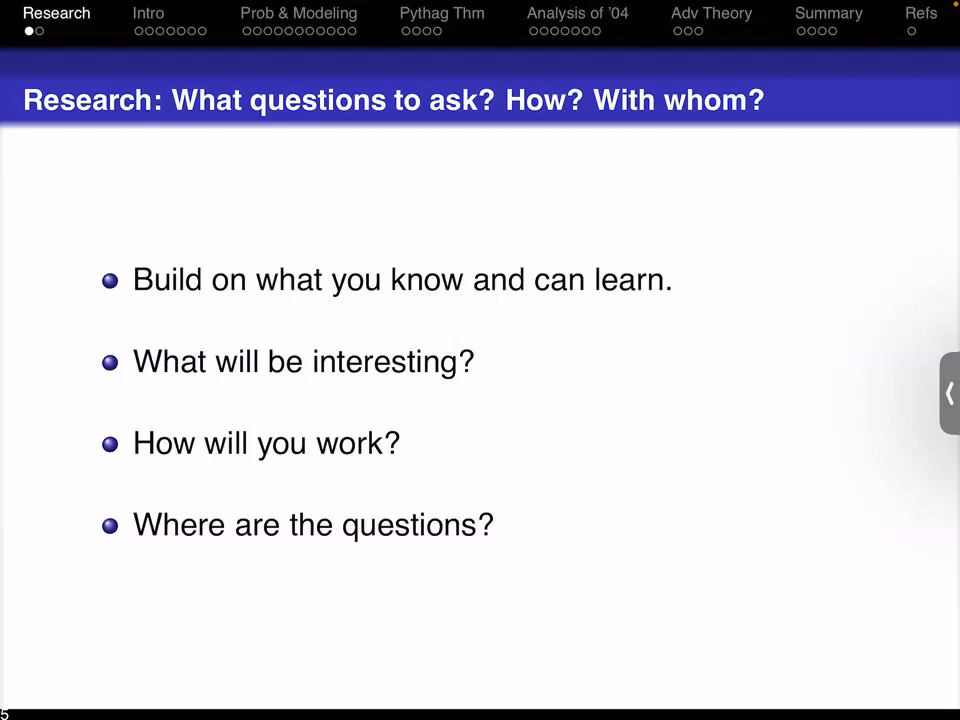 Research Intro Prob & Modeling Pythag Thm Analysis of '04 Adv Theory Summary Refs
Research: What questions to ask? How? With whom?
Build on what you know and can learn.
What will be interesting?
How will you work?
Where are the questions?
5